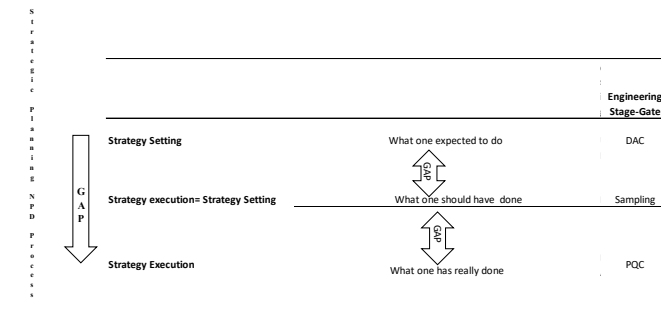 Strategic Planning NPD Process
Engineering
Stage-Gate
Strategy Setting
What one expected to do
DAC
GAP
GAP
Strategy execution= Strategy Setting
What one should have done
Sampling
GAP
Strategy Execution
What one has really done
PQC